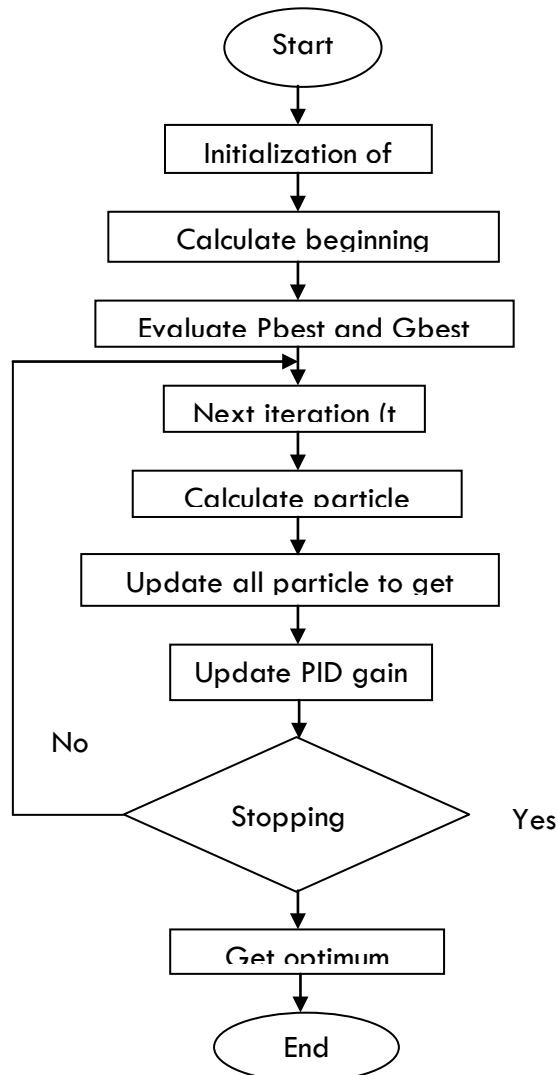 Start
Initialization of
Calculate beginning
Evaluate Pbest and Gbest
Next iteration (t
Calculate particle
Update all particle to get
Update PID gain
No
Stopping
Yes
Get optimum
End